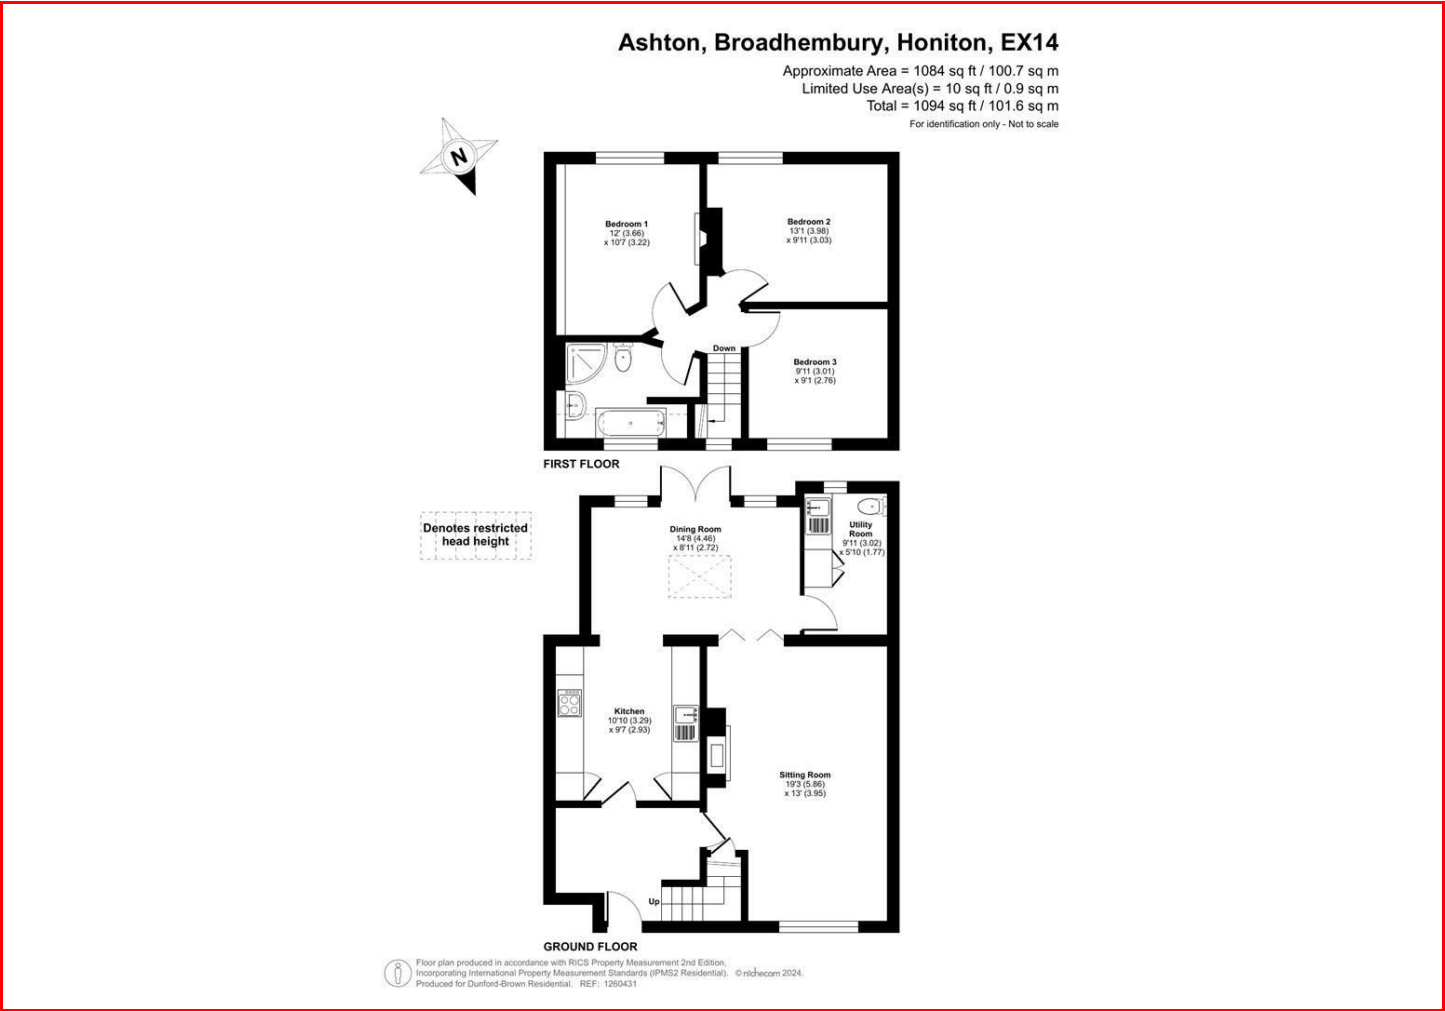 Ashton, Broadhembury, Honiton, EX14
Approximate Area = 1084 sq ft / 100.7 sq m
Limited Use Area(s) = 10 sq ft / 0.9 sq m
Total = 1094 sq ft / 101.6 sq m
For identification only - Not to scale
N
Bedroom 1
12' (3.66)
x 10'7 (3.22)
Bedroom 2
13'1 (3.98)
x 9'11 (3.03)
Down
Bedroom 3
9'11 (3.01)
x 9'1 (2.76)
FIRST FLOOR
Denotes restricted
head height
Dining Room
14'8 (4.46)
x 8'11 (2.72)
Utility
Room
9'11 (3.02)
x 5'10 (1.77)
Kitchen
10'10 (3.29)
x 9'7 (2.93)
Sitting Room
19'3 (5.86)
x 13' (3.95)
Up
GROUND FLOOR
Floor plan produced in accordance with RICS Property Measurement 2nd Edition,
Incorporating International Property Measurement Standards (IPMS2 Residential). © nichecom 2024.
Produced for Dunford-Brown Residential. REF: 1260431